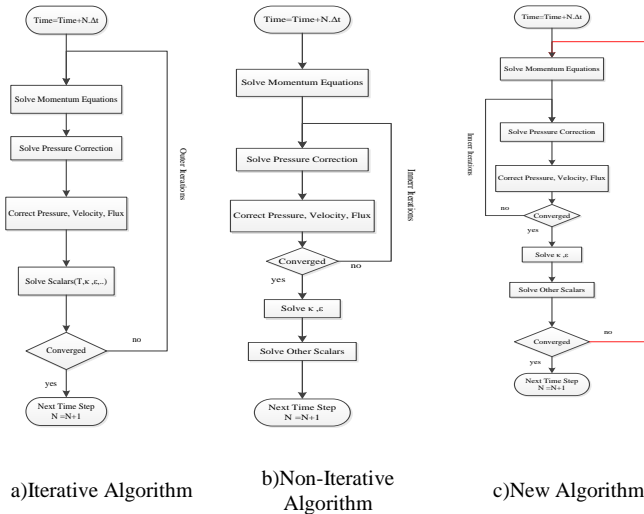 Time=Time+N.Δt
Solve Momentum Equations
Solve Pressure Correction
Correct Pressure, Velocity, Flux
Solve Scalars(T,κ,ε,..)
Converged
no
yes
Next Time Step
N =N+1
Outer Iterations
a)Iterative Algorithm
Time=Time+N.Δt
Solve Momentum Equations
Solve Pressure Correction
Correct Pressure, Velocity, Flux
Converged
no
yes
Solve κ ,ε
Solve Other Scalars
Next Time Step
N =N+1
Innerr Iterations
b)Non-Iterative
Algorithm
Time=Time+N.Δt
Solve Momentum Equations
Solve Pressure Correction
Correct Pressure, Velocity, Flux
Converged
no
yes
Solve κ ,ε
Solve Other Scalars
Converged
no
yes
Next Time Step
N =N+1
Innerr Iterations
c)New Algorithm